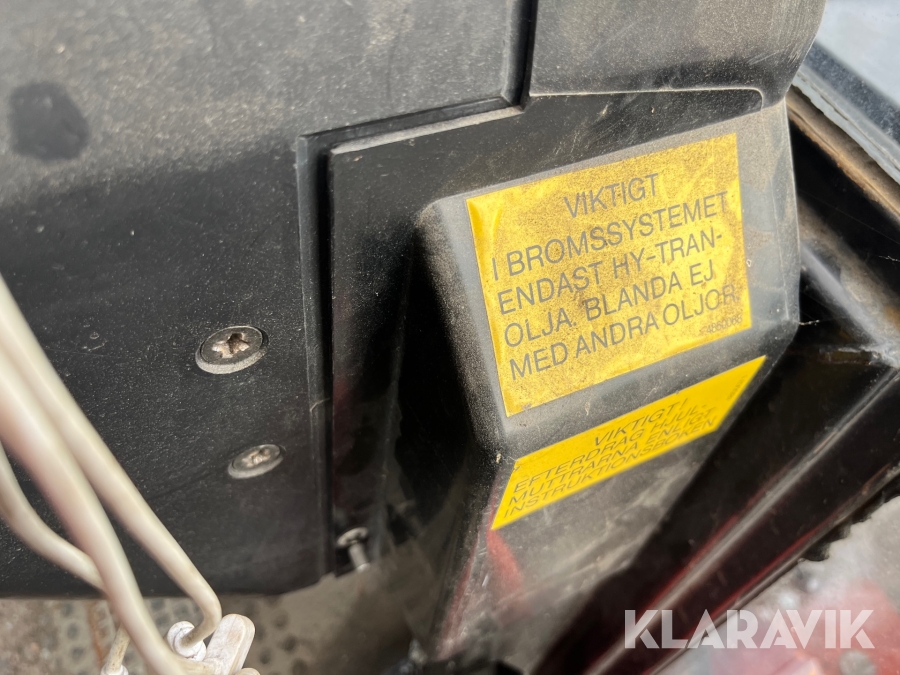 VIKTIGT
I BROMSSYSTEMET
ENDAST HY-TRAN-
OLJA. BLANDA EJ
MED ANDRA OLJOR.
VIKTIGT!
EFTERDRAG HJUL-
MUTTRARNA ENLIGT
INSTRUKTIONSBOKEN
KLARAVIK